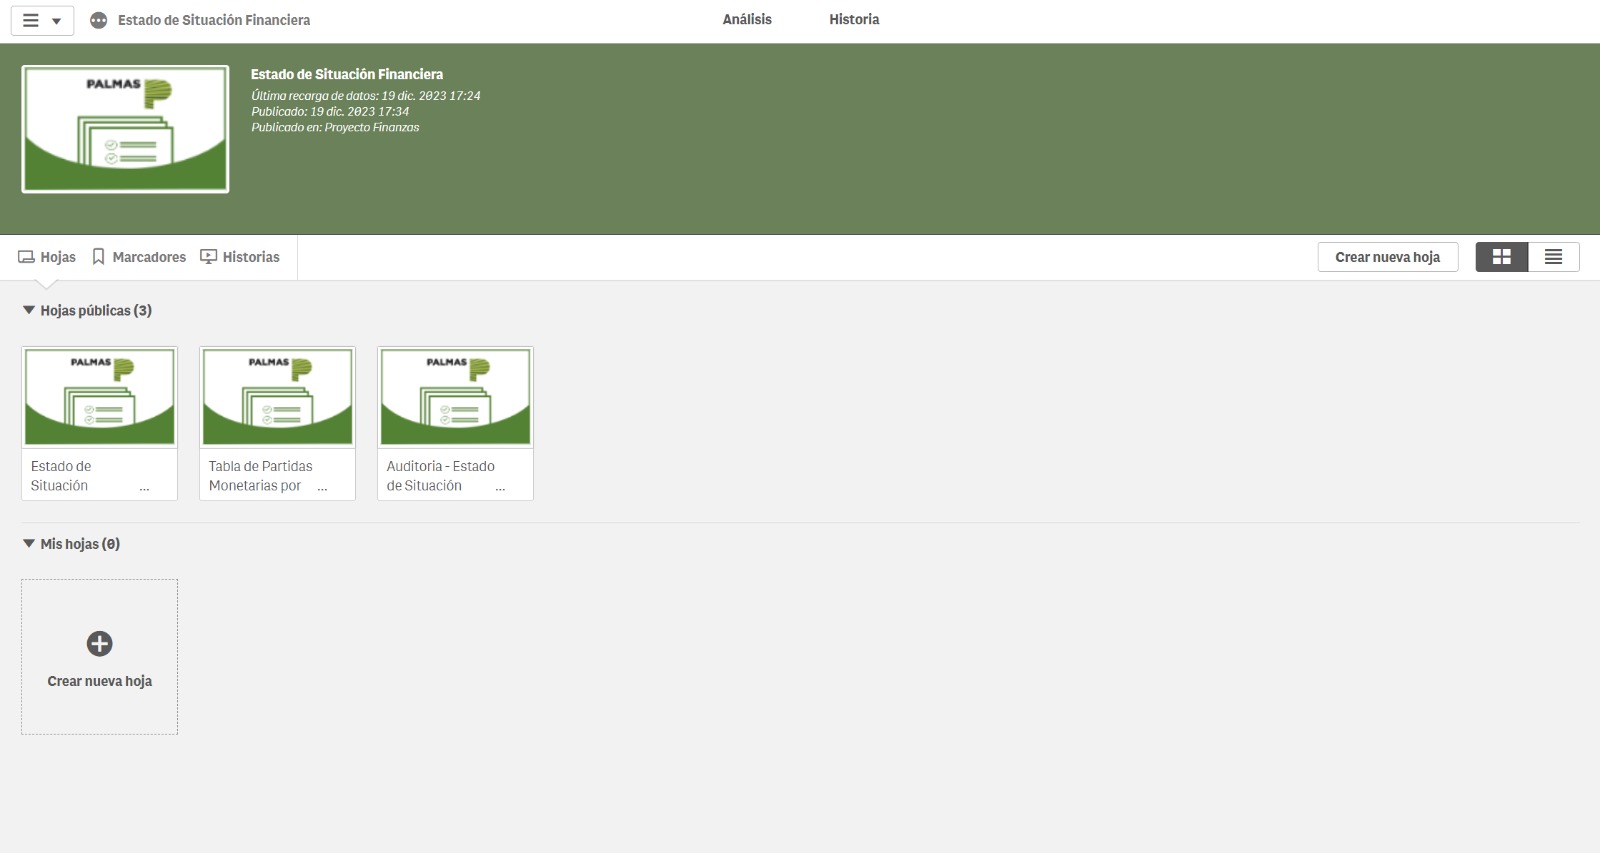 Estado de Situación Financiera
Análisis
Historia
PALMAS
Estado de Situación Financiera
Última recarga de datos: 19 dic. 2023 17:24
Publicado: 19 dic. 2023 17:34
Publicado en: Proyecto Finanzas
Hojas
Marcadores
Historias
Crear nueva hoja
Hojas públicas (3)
PALMAS
PALMAS
PALMAS
Estado de
Situación ...
Tabla de Partidas
Monetarias por ...
Auditoria - Estado
de Situación ...
Mis hojas (0)
Crear nueva hoja